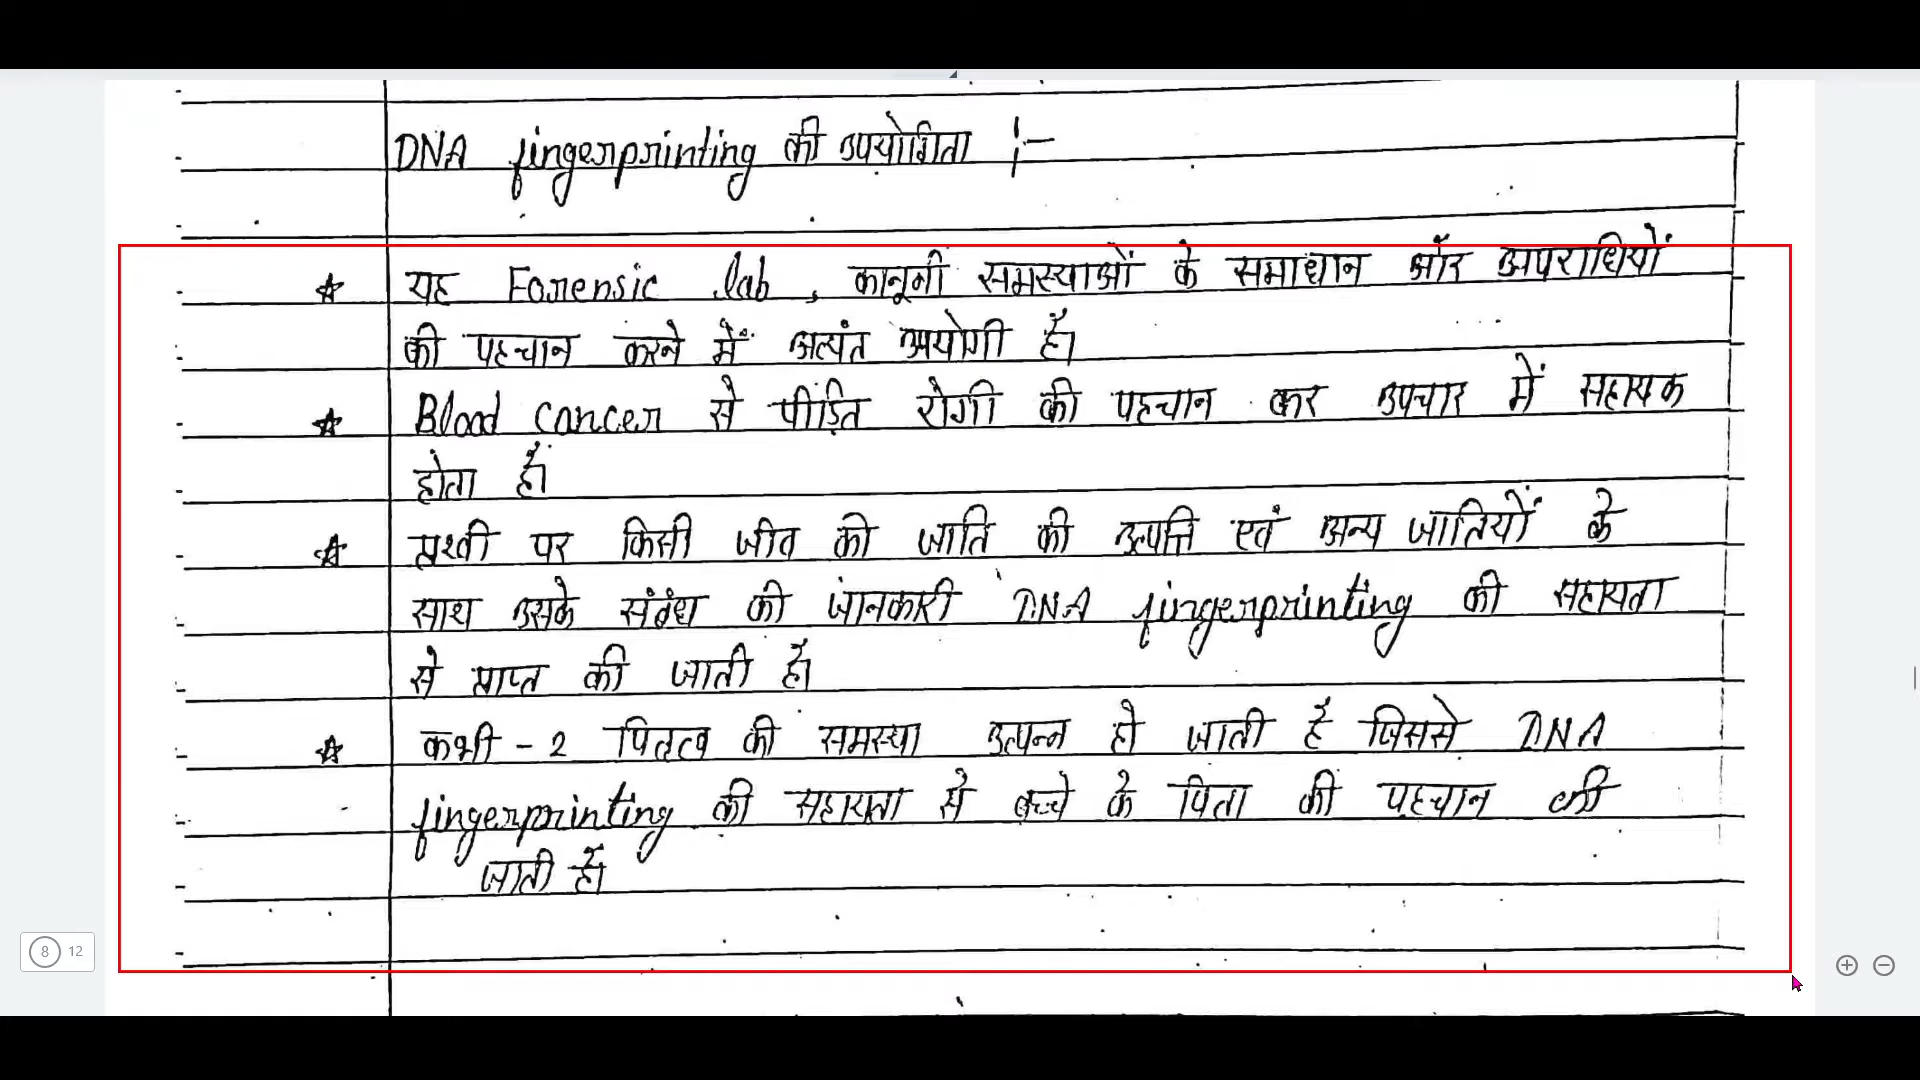 DNA fingerprinting की उपयोगिता :-
☆ यह Forensic lab, कानूनी समस्याओं के समाधान और अपराधियों
की पहचान करने में अत्यंत उपयोगी है।
☆ Blood cancer से पीड़ित रोगी की पहचान कर उपचार में सहायक
होता है।
☆ पृथ्वी पर किसी जीव की जाति की उत्पत्ति एवं अन्य जातियों के
साथ उसके संबंध की जानकारी DNA fingerprinting की सहायता
से प्राप्त की जाती है।
☆ कभी-2 पितृत्व की समस्या उत्पन्न हो जाती है जिससे DNA
fingerprinting की सहायता से बच्चे के पिता की पहचान की
जाती है।
8 12